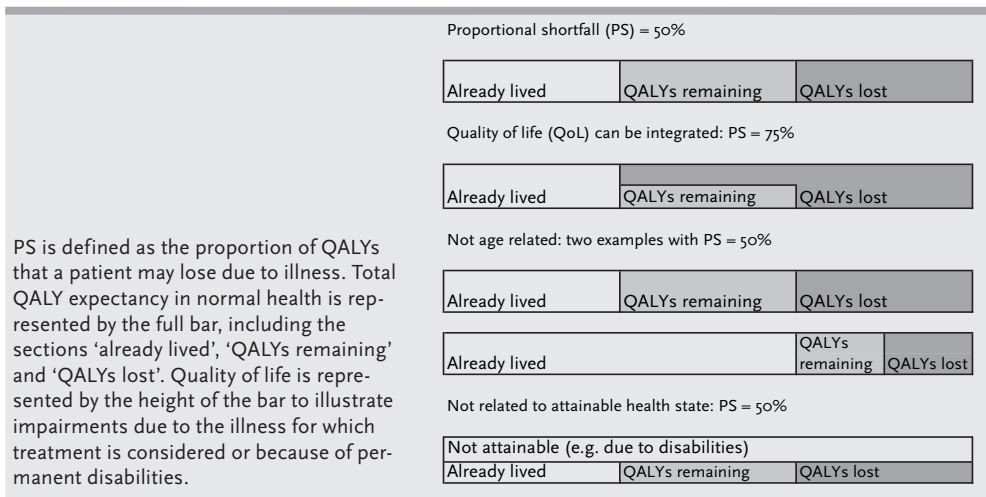 Proportional shortfall (PS) = 50%
Already lived QALYs remaining QALYs lost
Quality of life (QoL) can be integrated: PS = 75%
Already lived QALYs remaining QALYs lost
Not age related: two examples with PS = 50%
Already lived QALYs remaining QALYs lost
QALYs
Already lived remaining QALYs lost
Not related to attainable health state: PS = 50%
Not attainable (e.g. due to disabilities)
Already lived QALYs remaining QALYs lost
PS is defined as the proportion of QALYs
that a patient may lose due to illness. Total
QALY expectancy in normal health is rep-
resented by the full bar, including the
sections ‘already lived’, ‘QALYs remaining’
and ‘QALYs lost’. Quality of life is repre-
sented by the height of the bar to illustrate
impairments due to the illness for which
treatment is considered or because of per-
manent disabilities.